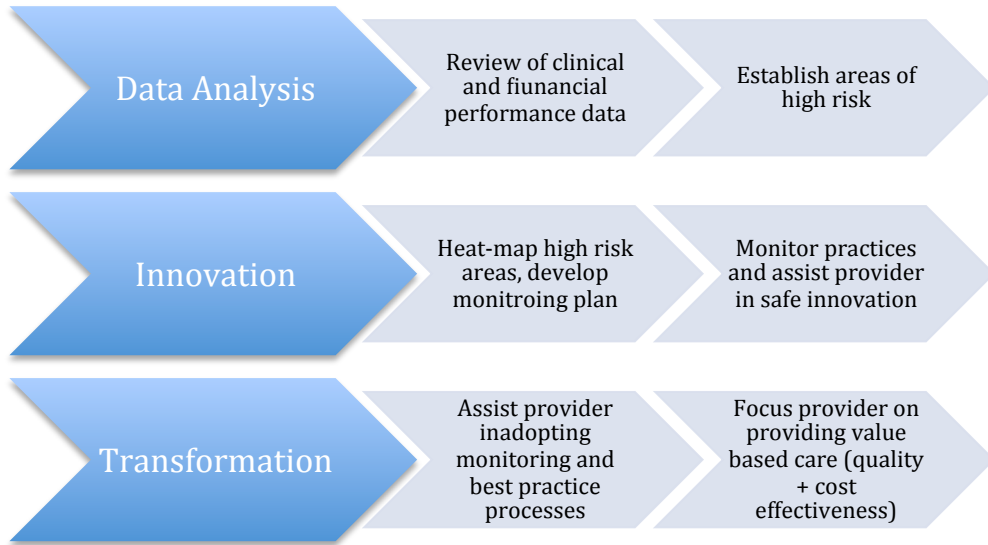 Data Analysis
Review of clinical
and fiunancial
performance data
Establish areas of
high risk
Innovation
Heat-map high risk
areas, develop
monitroing plan
Monitor practices
and assist provider
in safe innovation
Transformation
Assist provider
inadopting
monitoring and
best practice
processes
Focus provider on
providing value
based care (quality
+ cost
effectiveness)